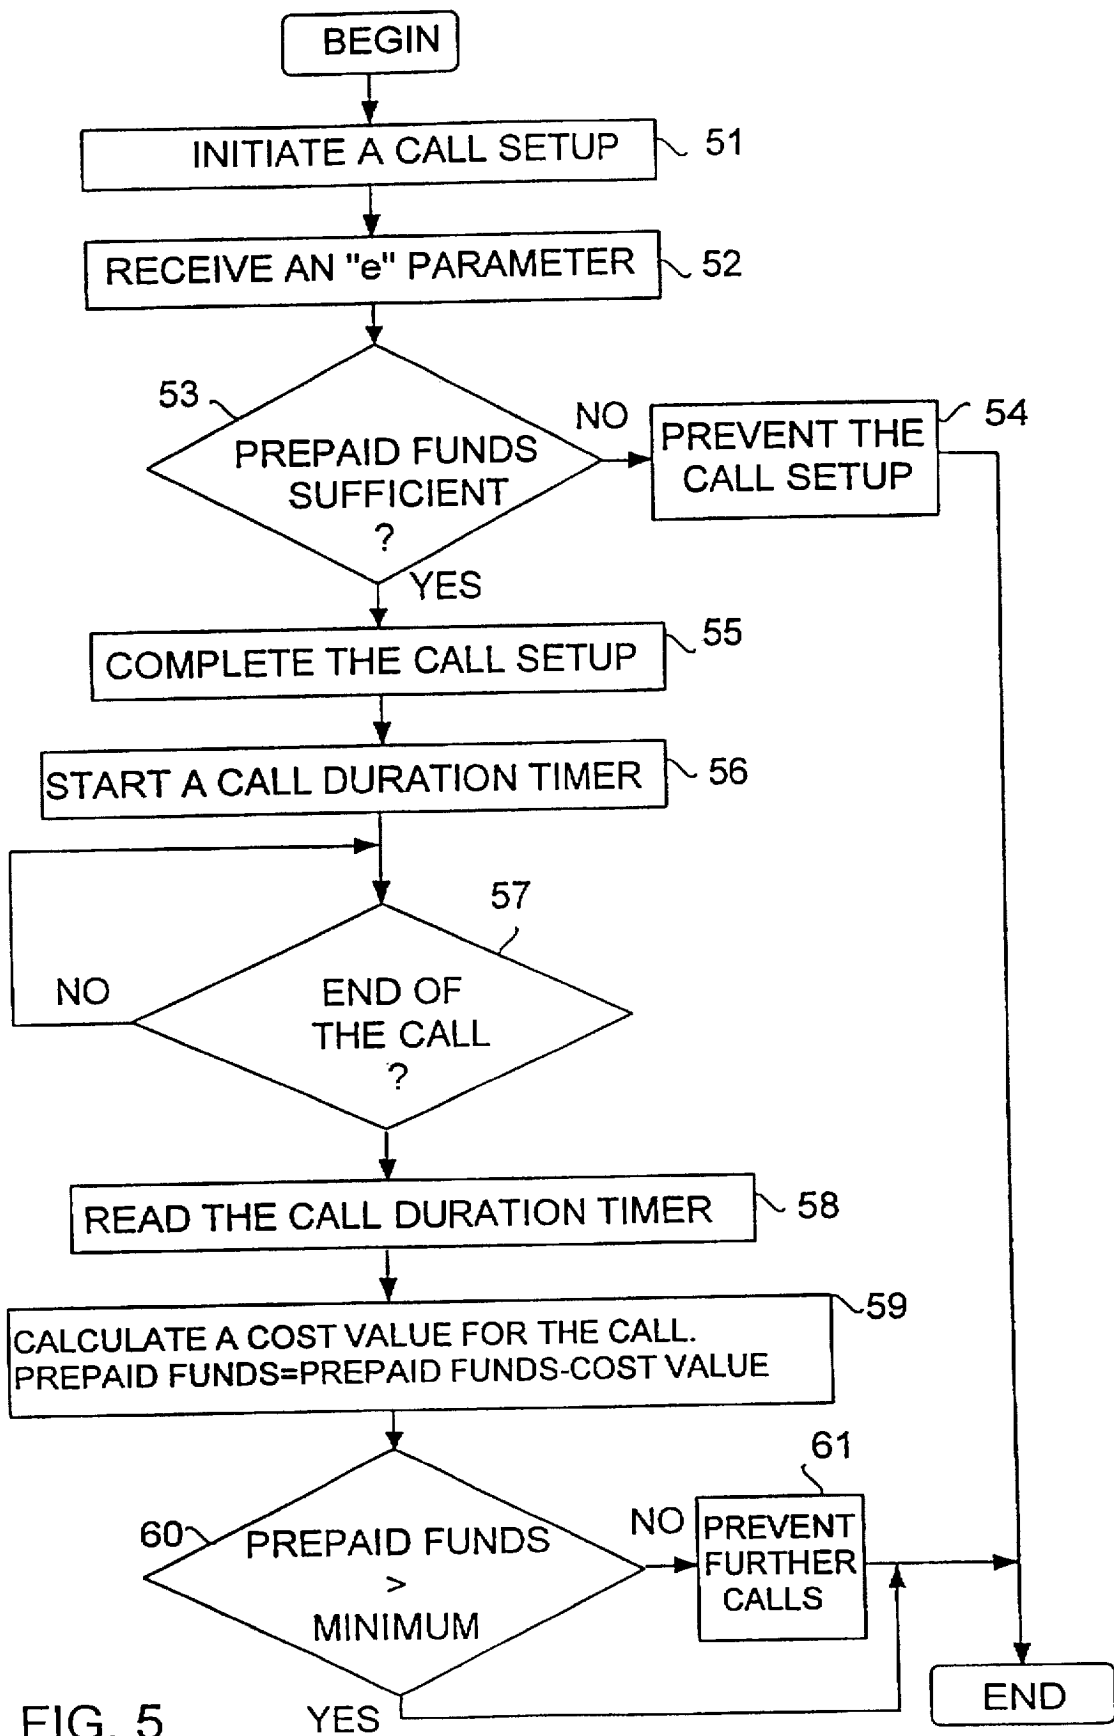 BEGIN
INITIATE A CALL SETUP
51
RECEIVE AN "e" PARAMETER
52
53
PREPAID FUNDS
SUFFICIENT
?
NO
PREVENT THE
CALL SETUP
54
YES
COMPLETE THE CALL SETUP
55
START A CALL DURATION TIMER
56
57
END OF
THE CALL
?
NO
READ THE CALL DURATION TIMER
58
59
CALCULATE A COST VALUE FOR THE CALL.
PREPAID FUNDS=PREPAID FUNDS-COST VALUE
60
PREPAID FUNDS
>
MINIMUM
NO
61
PREVENT
FURTHER
CALLS
YES
END
FIG. 5